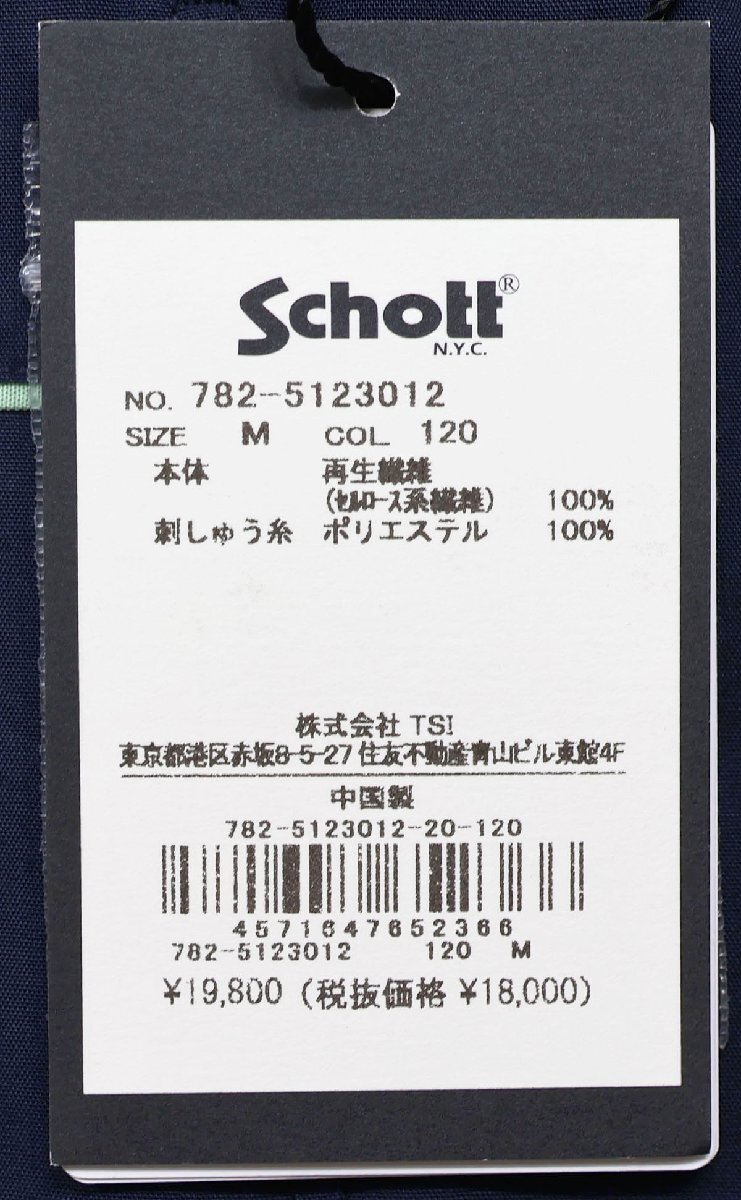 Schott®
N.Y.C.
NO. 782-5123012
SIZE M COL 120
本体 再生繊維
(セルロース系繊維) 100%
刺しゅう糸 ポリエステル 100%
株式会社 TSI
東京都港区赤坂8-5-27 住友不動産青山ビル東館4F
中国製
782-5123012-20-120
4571647652366
782-5123012 120 M
¥19,800 (税抜価格 ¥18,000)